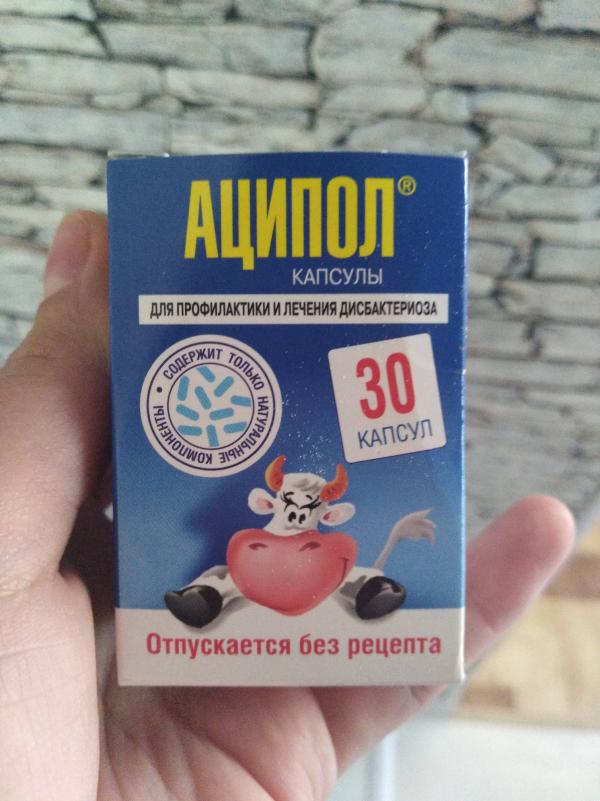 АЦИПОЛ®
КАПСУЛЫ
ДЛЯ ПРОФИЛАКТИКИ И ЛЕЧЕНИЯ ДИСБАКТЕРИОЗА
• СОДЕРЖИТ ТОЛЬКО НАТУРАЛЬНЫЕ КОМПОНЕНТЫ
30
КАПСУЛ
Отпускается без рецепта